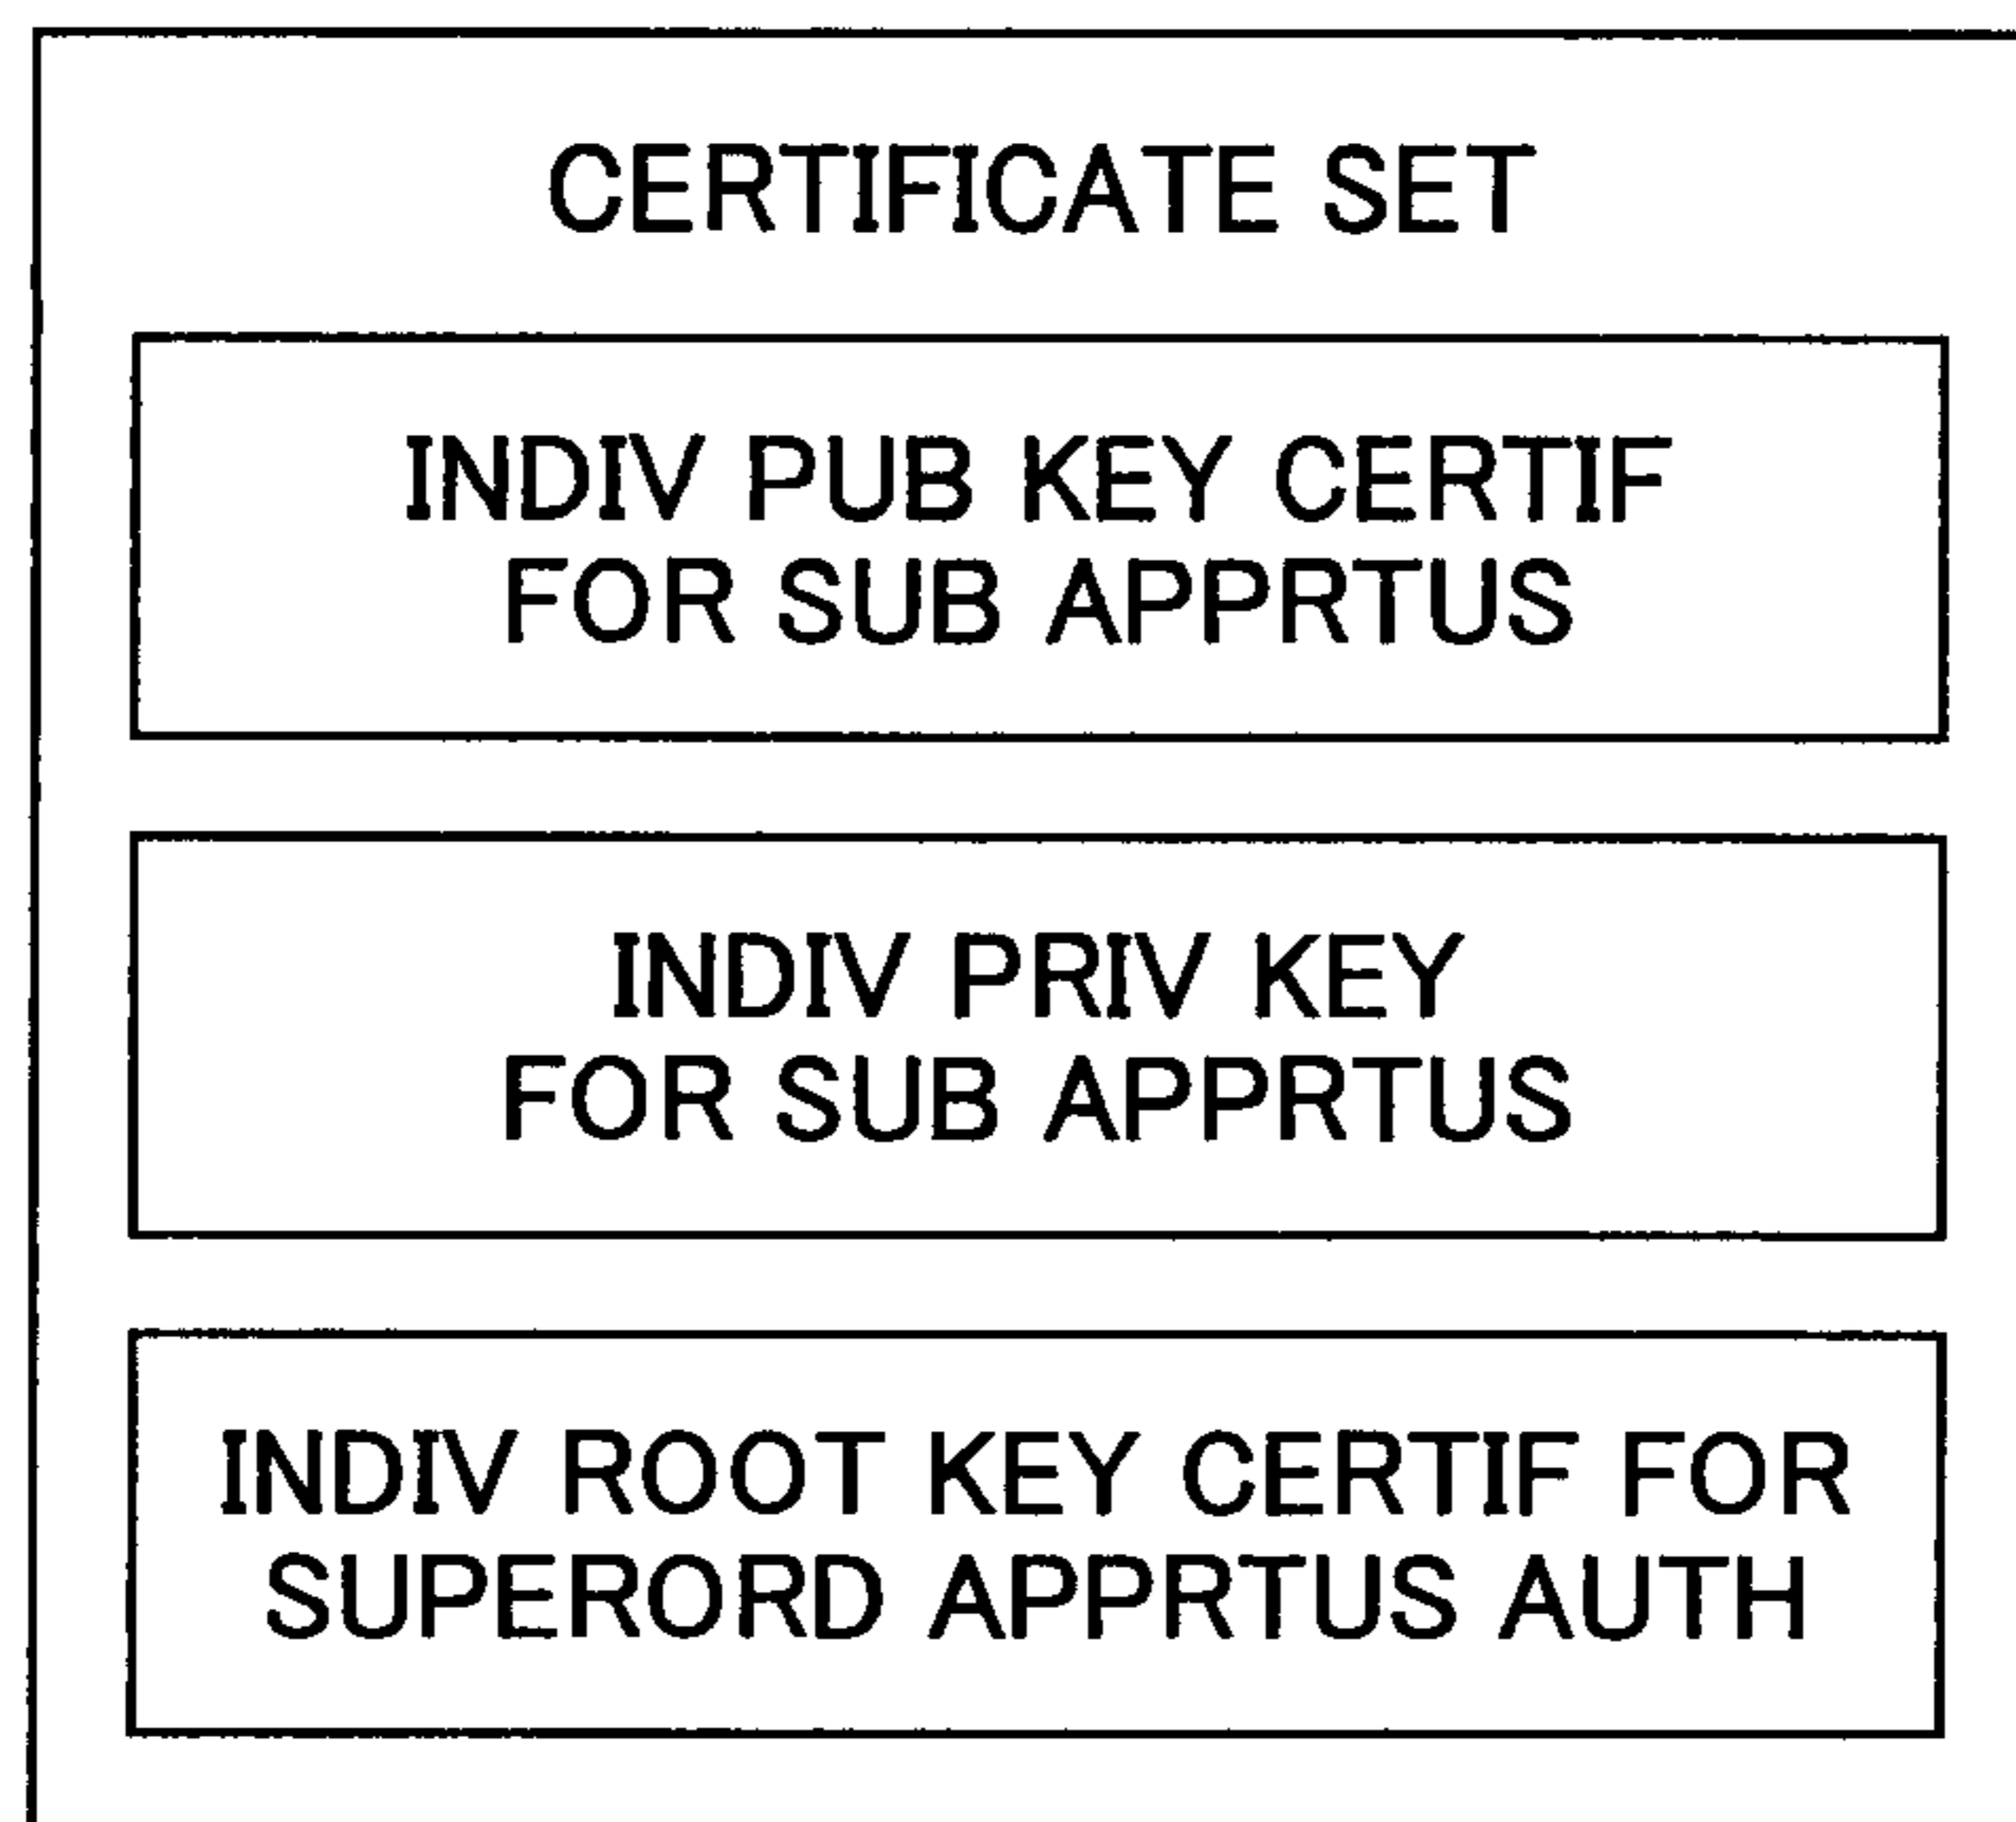 CERTIFICATE SET
INDIV PUB KEY CERTIF
FOR SUB APPRTUS
INDIV PRIV KEY
FOR SUB APPRTUS
INDIV ROOT KEY CERTIF FOR
SUPERORD APPRTUS AUTH